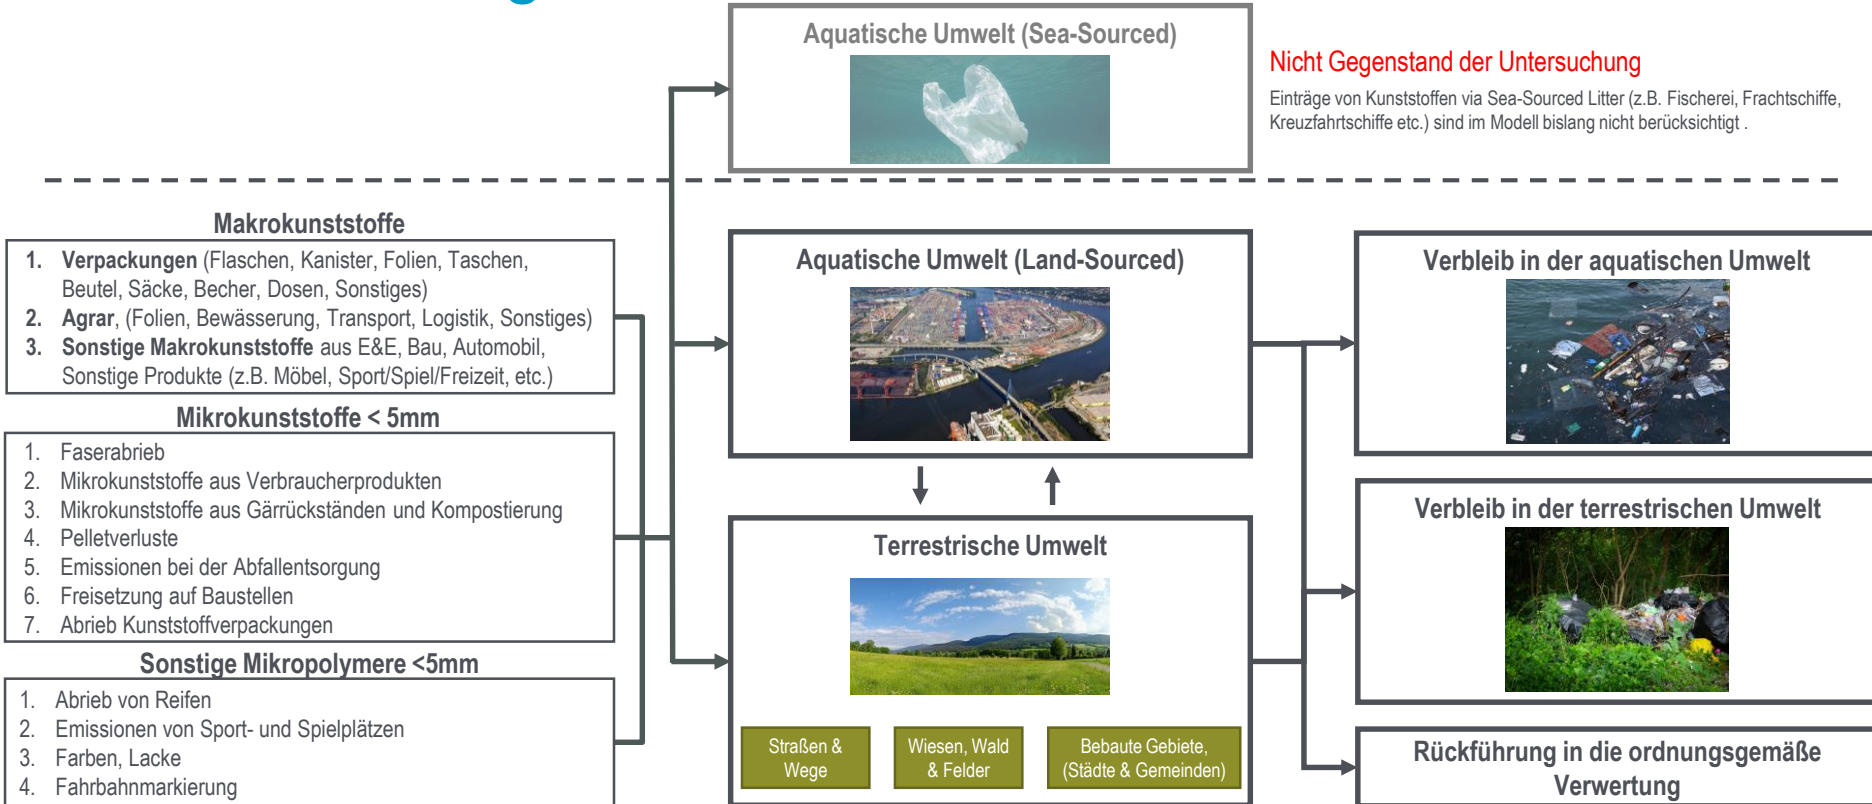 Aquatische Umwelt (Sea-Sourced)
Nicht Gegenstand der Untersuchung
Einträge von Kunststoffen via Sea-Sourced Litter (z.B. Fischerei, Frachtschiffe,
Kreuzfahrtschiffe etc.) sind im Modell bislang nicht berücksichtigt .
Makrokunststoffe
1. Verpackungen (Flaschen, Kanister, Folien, Taschen,
Beutel, Säcke, Becher, Dosen, Sonstiges)
2. Agrar, (Folien, Bewässerung, Transport, Logistik, Sonstiges)
3. Sonstige Makrokunststoffe aus E&E, Bau, Automobil,
Sonstige Produkte (z.B. Möbel, Sport/Spiel/Freizeit, etc.)
Mikrokunststoffe < 5mm
1. Faserabrieb
2. Mikrokunststoffe aus Verbraucherprodukten
3. Mikrokunststoffe aus Gärrückständen und Kompostierung
4. Pelletverluste
5. Emissionen bei der Abfallentsorgung
6. Freisetzung auf Baustellen
7. Abrieb Kunststoffverpackungen
Sonstige Mikropolymere <5mm
1. Abrieb von Reifen
2. Emissionen von Sport- und Spielplätzen
3. Farben, Lacke
4. Fahrbahnmarkierung
Aquatische Umwelt (Land-Sourced)
Terrestrische Umwelt
Straßen &
Wege
Wiesen, Wald
& Felder
Bebaute Gebiete,
(Städte & Gemeinden)
Verbleib in der aquatischen Umwelt
Verbleib in der terrestrischen Umwelt
Rückführung in die ordnungsgemäße
Verwertung